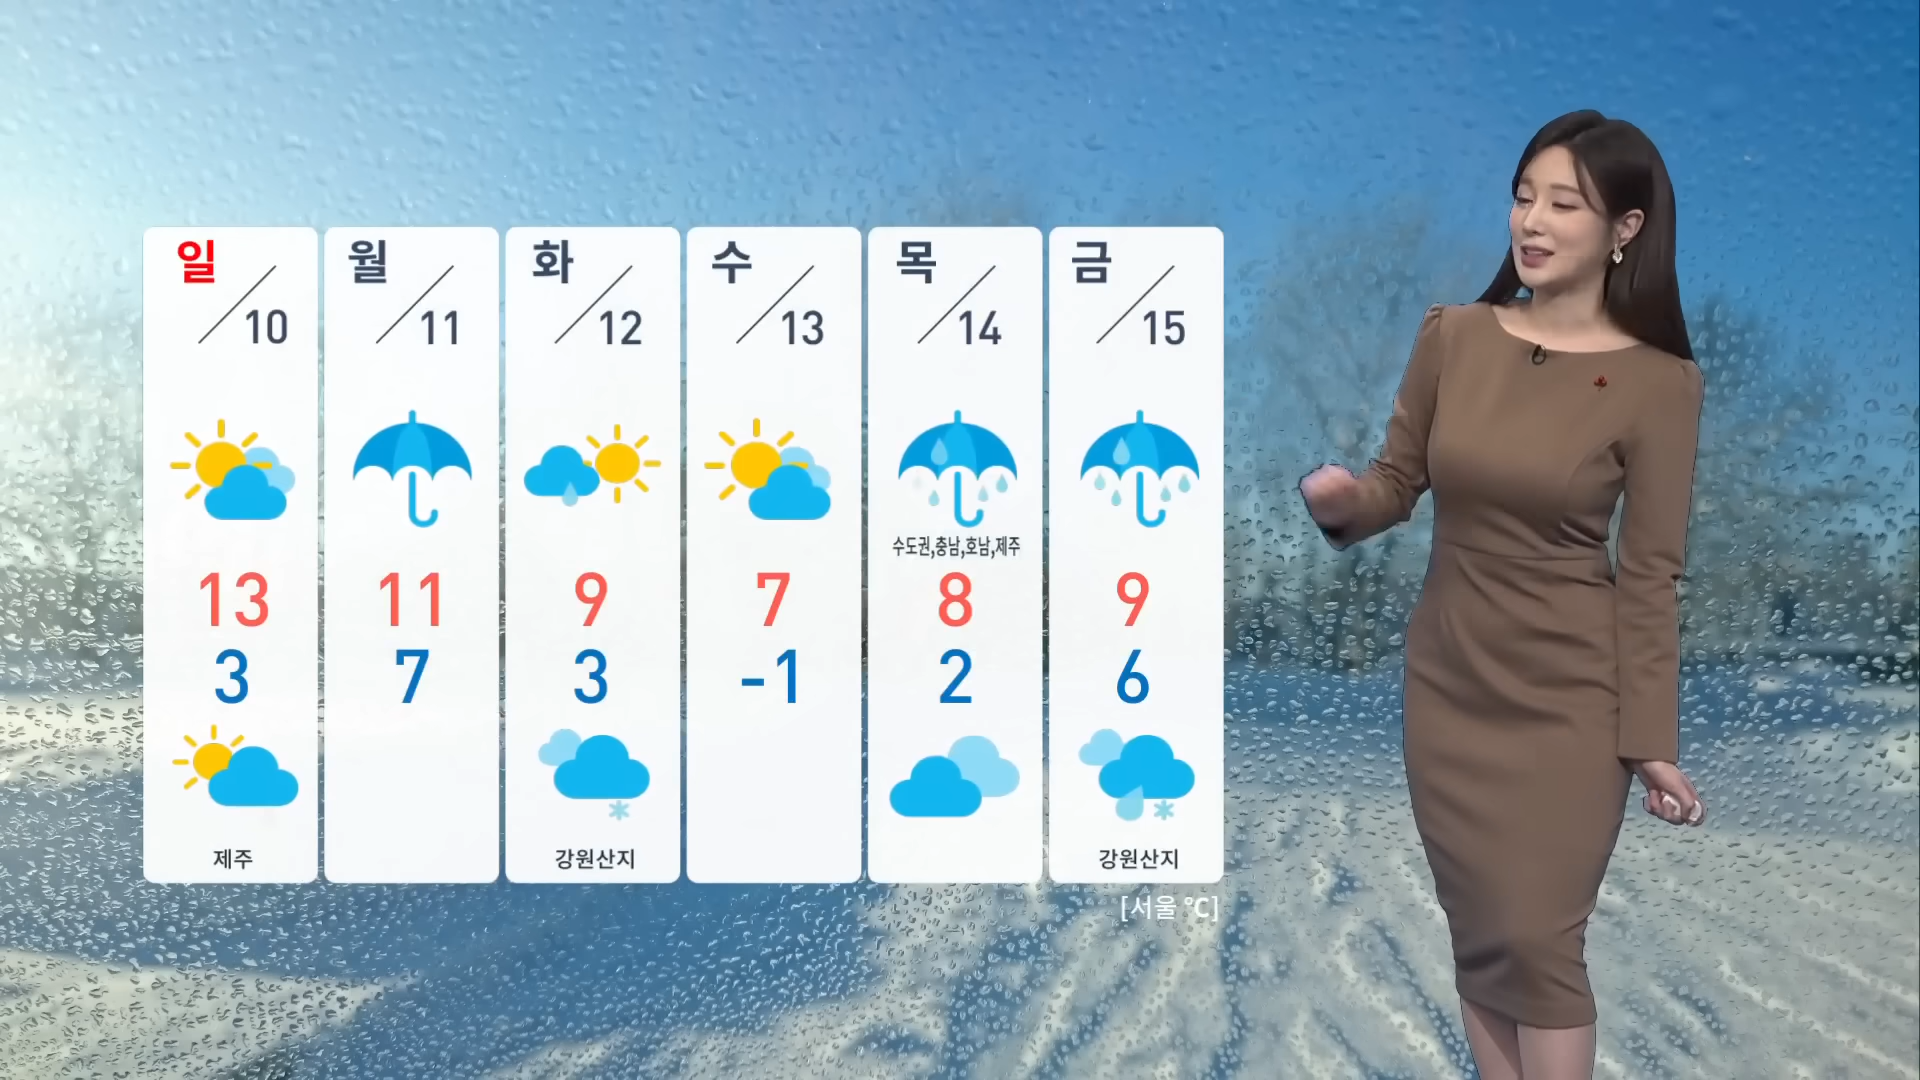 일/10
월/11
화/12
수/13
목/14
금/15
수도권,충남,호남,제주
13 11 9 7 8 9
3 7 3 -1 2 6
제주 강원산지 강원산지
[서울 °C]